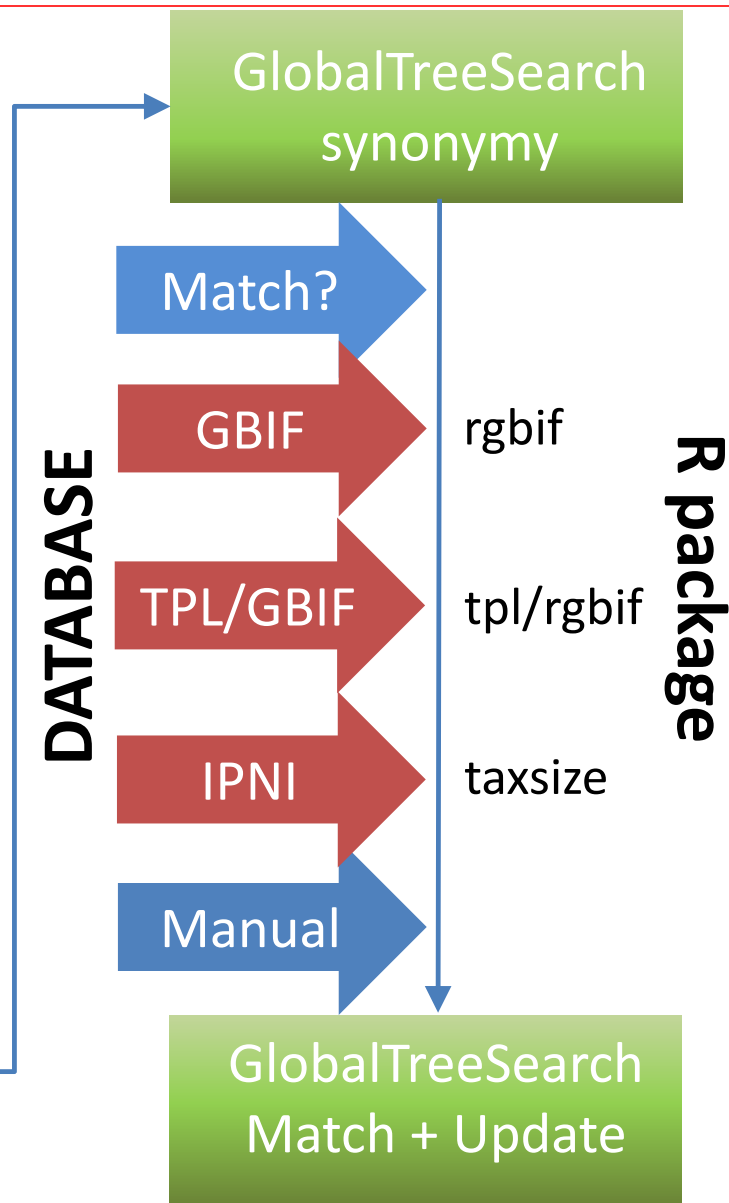 GlobalTreeSearch
synonymy
Match?
DATABASE
GBIF
rgbif
R package
TPL/GBIF
tpl/rgbif
IPNI
taxsize
Manual
GlobalTreeSearch
Match + Update